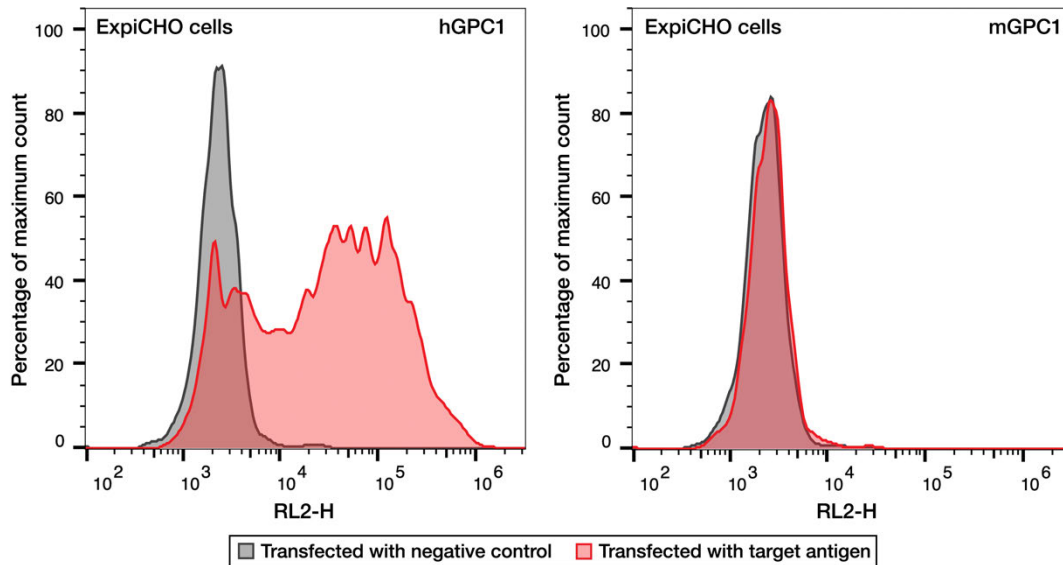 ExpiCHO cells hGPC1
Percentage of maximum count
100
80
60
40
20
0
10^2 10^3 10^4 10^5 10^6
RL2-H
ExpiCHO cells mGPC1
Percentage of maximum count
100
80
60
40
20
0
10^2 10^3 10^4 10^5 10^6
RL2-H
Transfected with negative control Transfected with target antigen